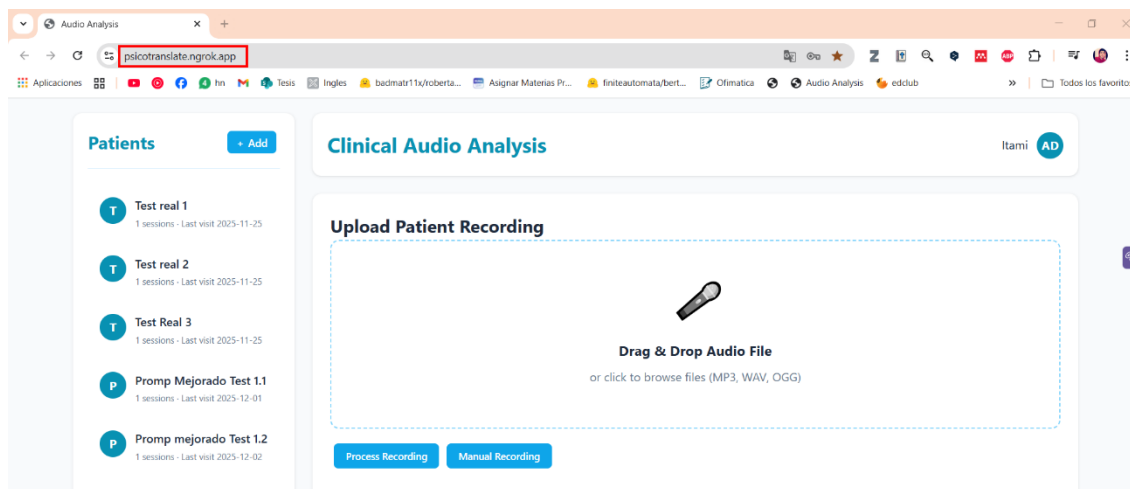 Audio Analysis
psicotranslate.ngrok.app
Aplicaciones hn Tesis Ingles badmatr11x/roberta... Asignar Materias Pr... finiteautomata/bert... Ofimatica Audio Analysis edclub » Todos los favorito
Patients
+ Add
T
Test real 1
1 sessions - Last visit 2025-11-25
T
Test real 2
1 sessions - Last visit 2025-11-25
T
Test Real 3
1 sessions - Last visit 2025-11-25
P
Promp Mejorado Test 1.1
1 sessions - Last visit 2025-12-01
P
Promp mejorado Test 1.2
1 sessions - Last visit 2025-12-02
Clinical Audio Analysis
Itami AD
Upload Patient Recording
Drag & Drop Audio File
or click to browse files (MP3, WAV, OGG)
Process Recording Manual Recording